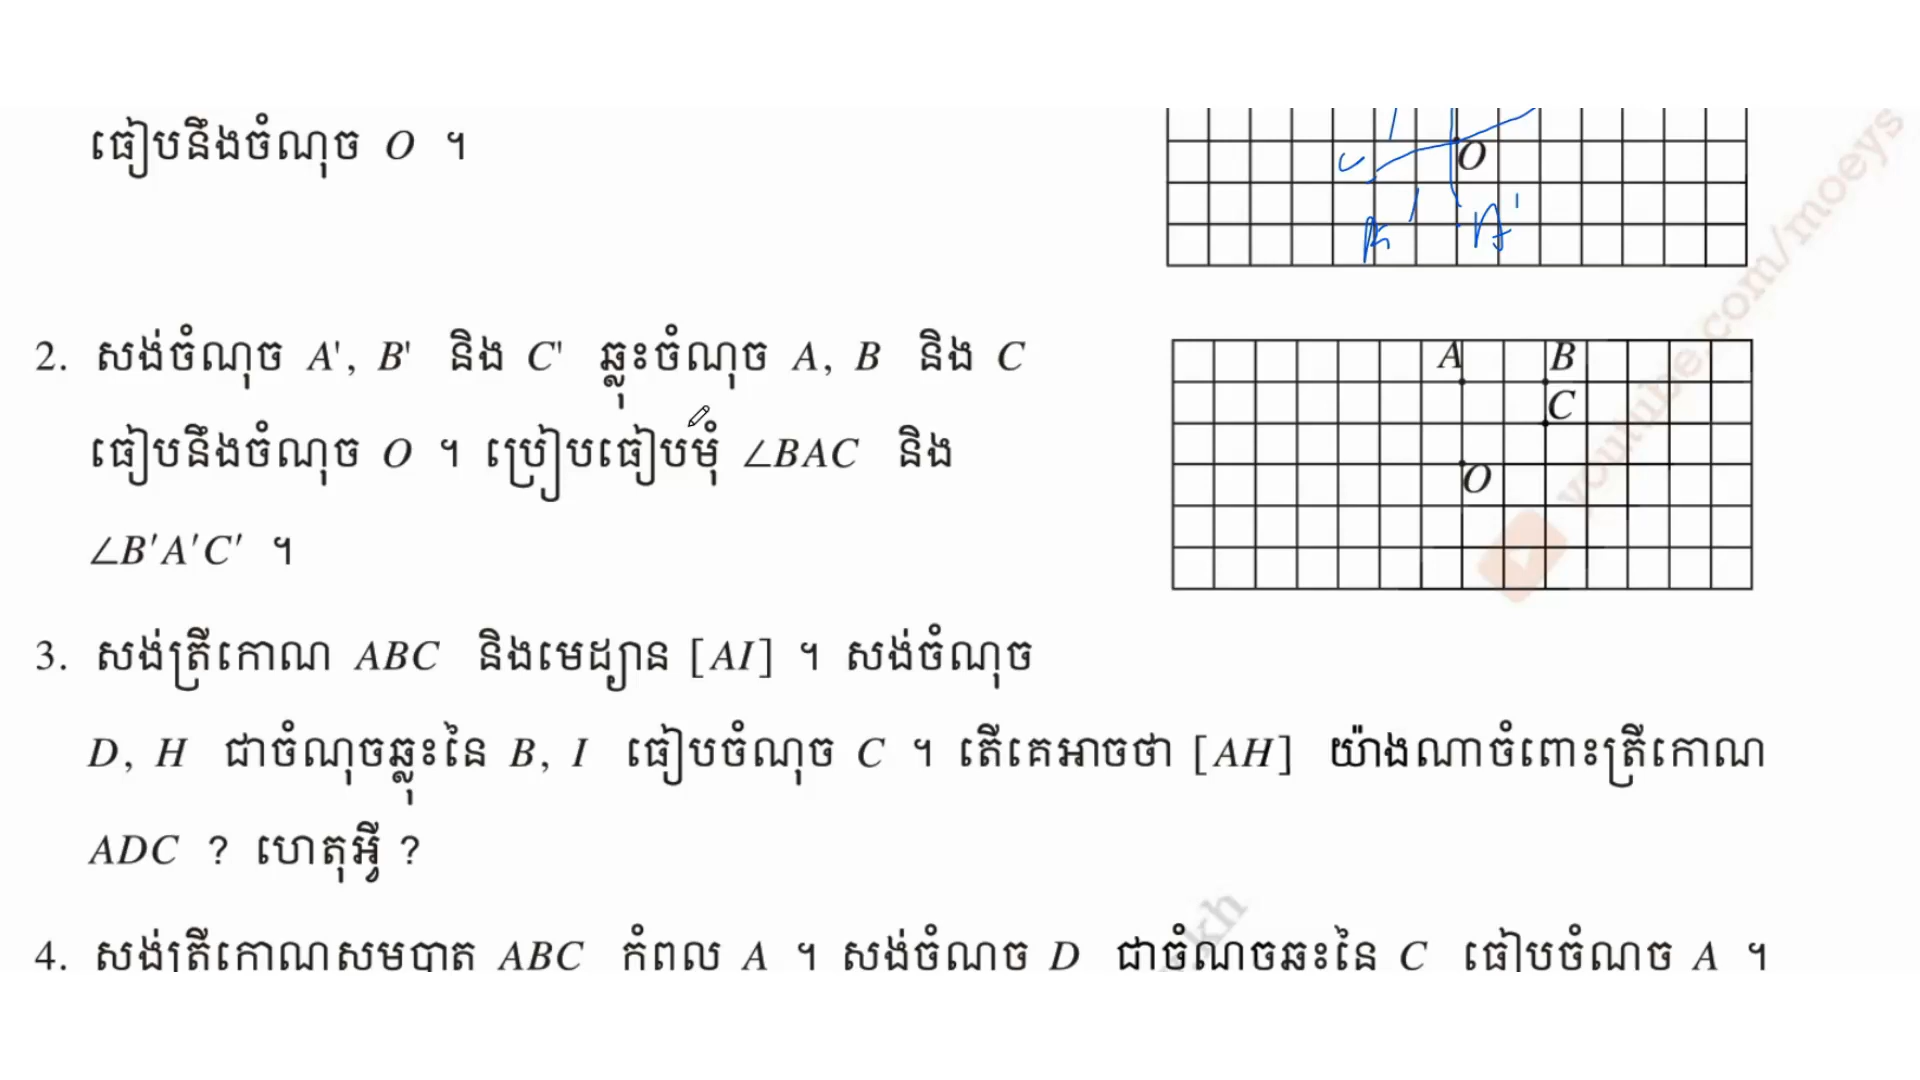 ធៀបនឹងចំណុច O ។
O
A'
2. សង់ចំណុច A', B' និង C' ឆ្លុះចំណុច A, B និង C
ធៀបនឹងចំណុច O ។ ប្រៀបធៀបមុំ ∠BAC និង
∠B′A′C′ ។
A B
C
O
3. សង់ត្រីកោណ ABC និងមេដ្យាន [AI] ។ សង់ចំណុច
D, H ជាចំណុចឆ្លុះនៃ B, I ធៀបចំណុច C ។ តើគេអាចថា [AH] យ៉ាងណាចំពោះត្រីកោណ
ADC ? ហេតុអ្វី ?
4. សង់ត្រីកោណសមបាត ABC កំពូល A ។ សង់ចំណុច D ជាចំណុចឆ្លុះនៃ C ធៀបចំណុច A ។
youtube.com/moeys
kh